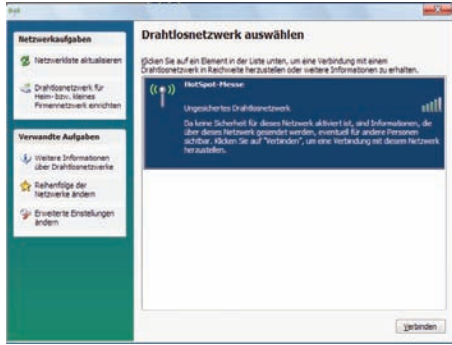 Netzwerkaufgaben
Netzwerkliste aktualisieren
Drahtlosnetzwerk für
Heim- bzw. kleines
Firmennetzwerk einrichten
Verwandte Aufgaben
Weitere Informationen
über Drahtlosnetzwerke
Reihenfolge der
Netzwerke ändern
Erweiterte Einstellungen
ändern
Drahtlosnetzwerk auswählen
Klicken Sie auf ein Element in der Liste unten, um eine Verbindung mit einem
Drahtlosnetzwerk in Reichweite herzustellen oder weitere Informationen zu erhalten.
HotSpot-Messe
Ungesichertes Drahtlosnetzwerk
Da keine Sicherheit für dieses Netzwerk aktiviert ist, sind Informationen, die
über dieses Netzwerk gesendet werden, eventuell für andere Personen
sichtbar. Klicken Sie auf "Verbinden", um eine Verbindung mit diesem Netzwerk
herzustellen.
Verbinden